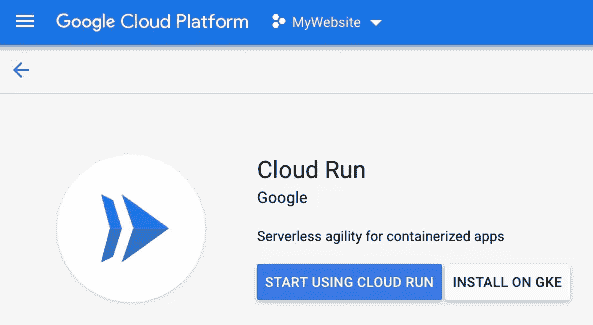 Google Cloud Platform MyWebsite
Cloud Run
Google
Serverless agility for containerized apps
START USING CLOUD RUN INSTALL ON GKE